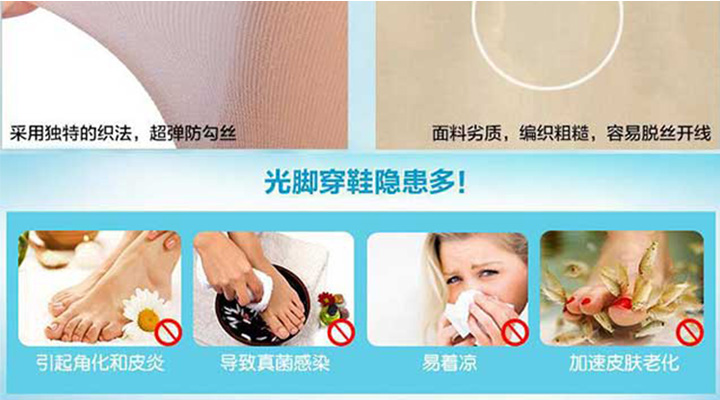 采用独特的织法，超弹防勾丝
面料劣质，编织粗糙，容易脱丝开线
光脚穿鞋隐患多！
引起角化和皮炎
导致真菌感染
易着凉
加速皮肤老化